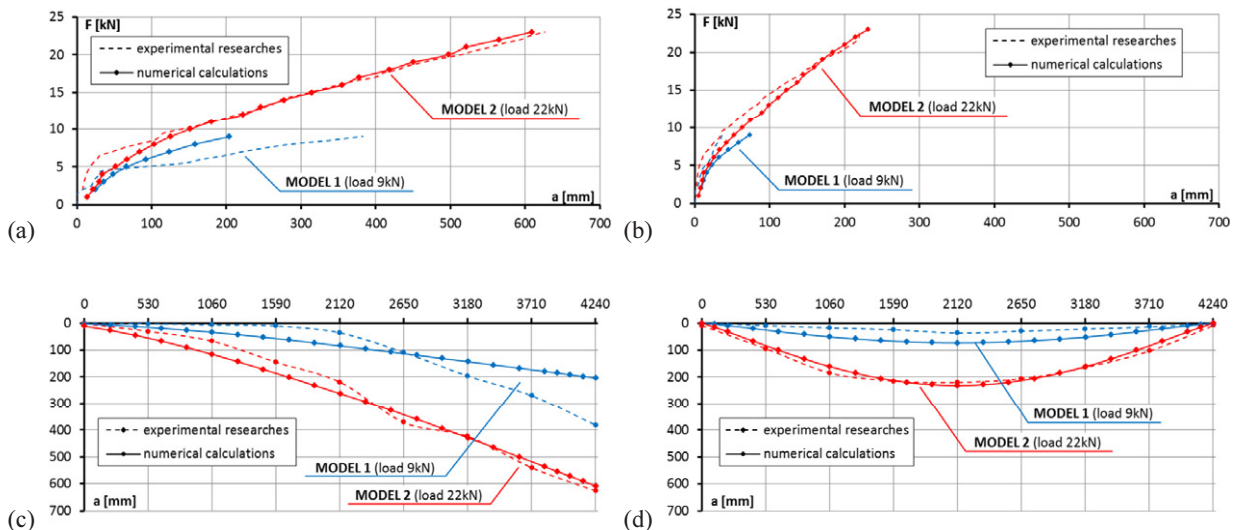 F [kN]
25
20
15
10
5
0
experimental researches
numerical calculations
MODEL 2 (load 22kN)
MODEL 1 (load 9kN)
a [mm]
0 100 200 300 400 500 600 700
(a)
F [kN]
25
20
15
10
5
0
experimental researches
numerical calculations
MODEL 2 (load 22kN)
MODEL 1 (load 9kN)
a [mm]
0 100 200 300 400 500 600 700
(b)
0 530 1060 1590 2120 2650 3180 3710 4240
0
100
200
300
400
500
600
700
experimental researches
numerical calculations
MODEL 1 (load 9kN)
MODEL 2 (load 22kN)
a [mm]
(c)
0 530 1060 1590 2120 2650 3180 3710 4240
0
100
200
300
400
500
600
700
MODEL 1 (load 9kN)
experimental researches
MODEL 2 (load 22kN)
numerical calculations
a [mm]
(d)